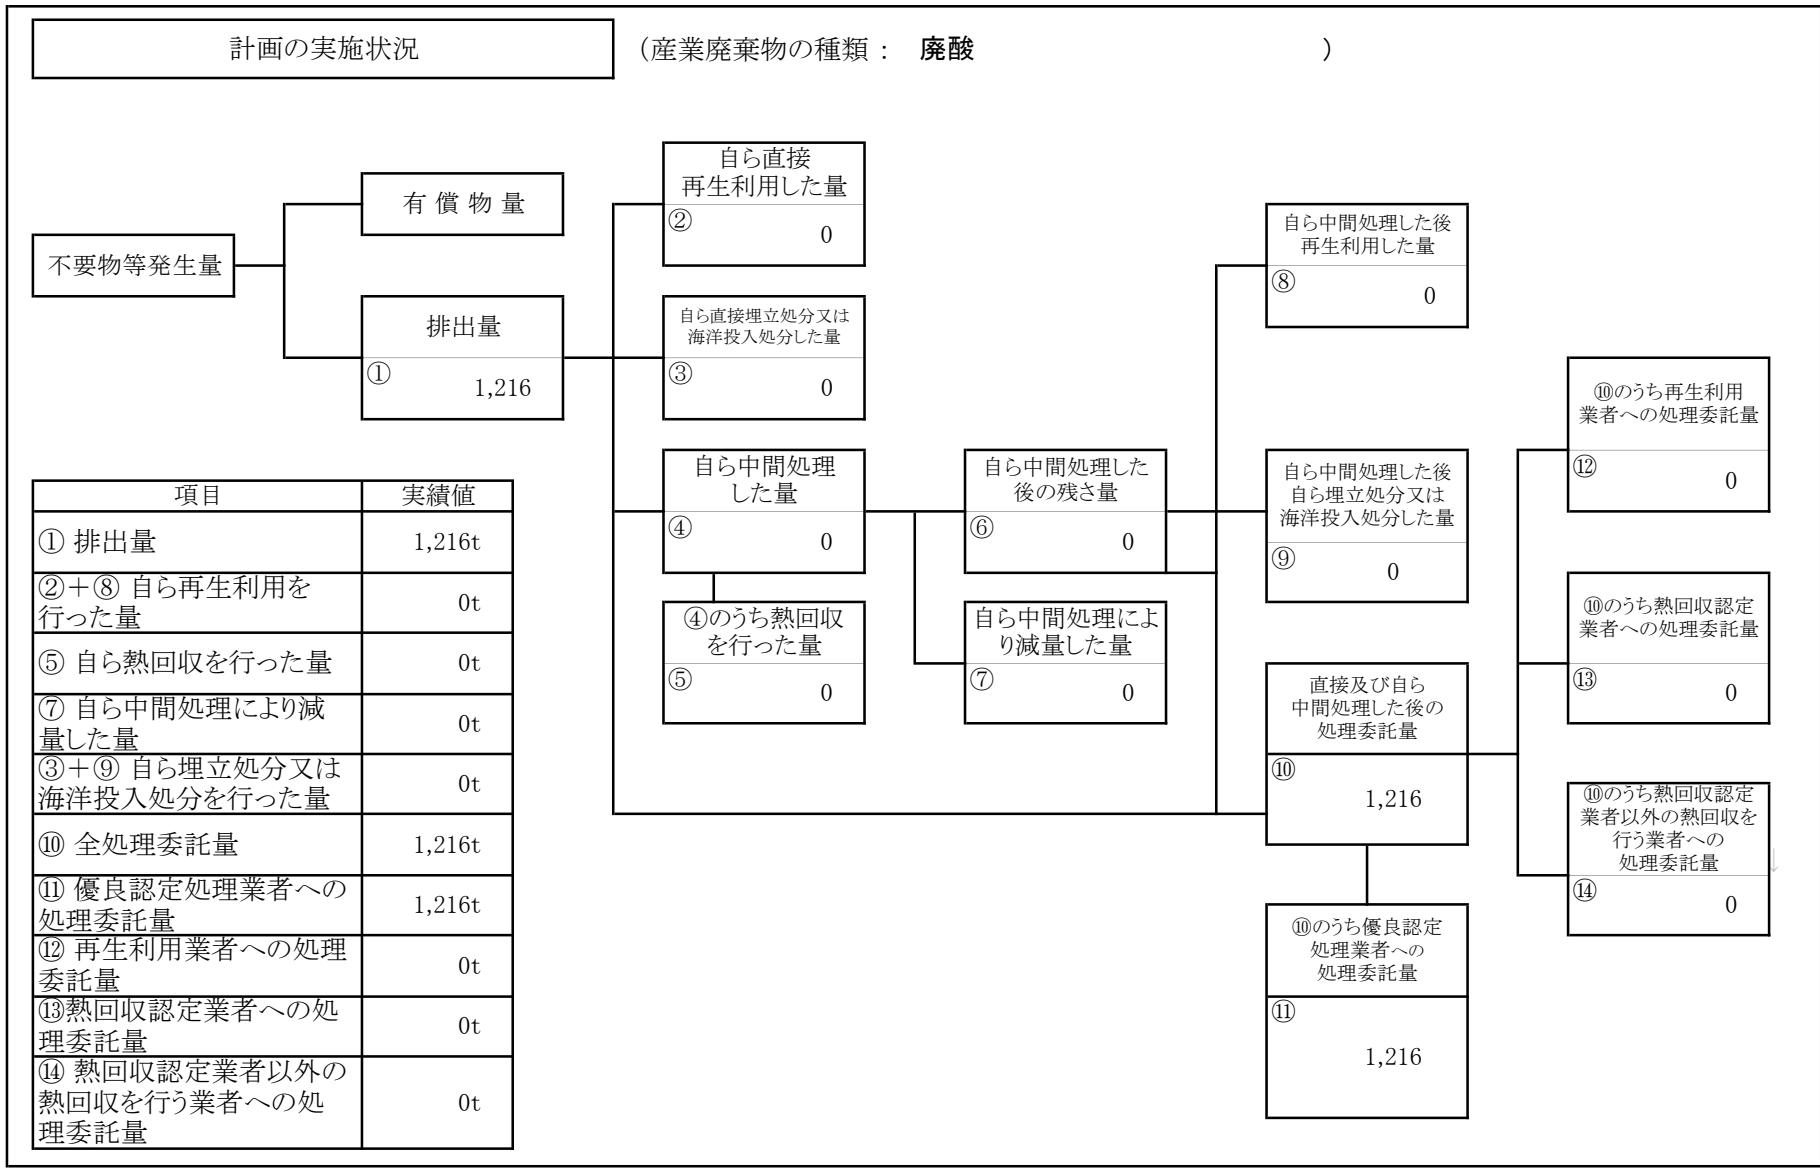 計画の実施状況
(産業廃棄物の種類： 廃酸 )
自ら直接
再生利用した量
②
0
有 償 物 量
不要物等発生量
排出量
①
1,216
自ら直接埋立処分又は
海洋投入処分した量
③
0
自ら中間処理
した量
④
0
④のうち熱回収
を行った量
⑤
0
自ら中間処理した
後の残さ量
⑥
0
自ら中間処理によ
り減量した量
⑦
0
自ら中間処理した後
再生利用した量
⑧
0
自ら中間処理した後
自ら埋立処分又は
海洋投入処分した量
⑨
0
直接及び自ら
中間処理した後の
処理委託量
⑩
1,216
⑩のうち優良認定
処理業者への
処理委託量
⑪
1,216
⑩のうち再生利用
業者への処理委託量
⑫
0
⑩のうち熱回収認定
業者への処理委託量
⑬
0
⑩のうち熱回収認定
業者以外の熱回収を
行う業者への
処理委託量
↓
⑭
0
項目 実績値
① 排出量 1,216t
②＋⑧ 自ら再生利用を
行った量 0t
⑤ 自ら熱回収を行った量 0t
⑦ 自ら中間処理により減
量した量 0t
③＋⑨ 自ら埋立処分又は
海洋投入処分を行った量 0t
⑩ 全処理委託量 1,216t
⑪ 優良認定処理業者への
処理委託量 1,216t
⑫ 再生利用業者への処理
委託量 0t
⑬熱回収認定業者への処
理委託量 0t
⑭ 熱回収認定業者以外の
熱回収を行う業者への処
理委託量 0t